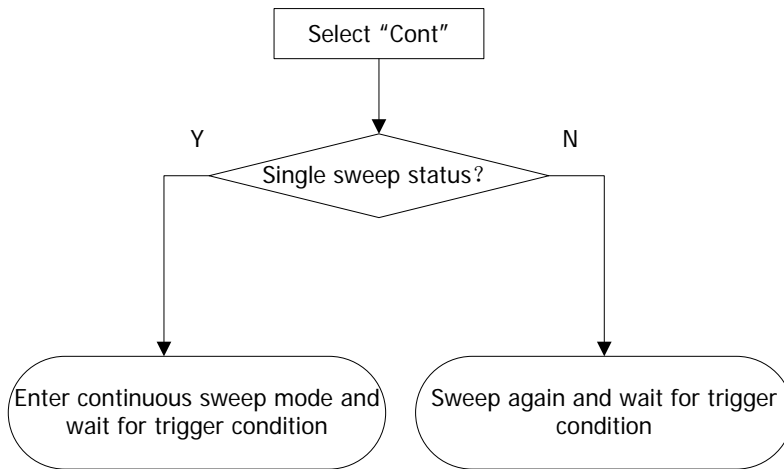 Select “Cont”
Y
N
Single sweep status?
Enter continuous sweep mode and
wait for trigger condition
Sweep again and wait for trigger
condition